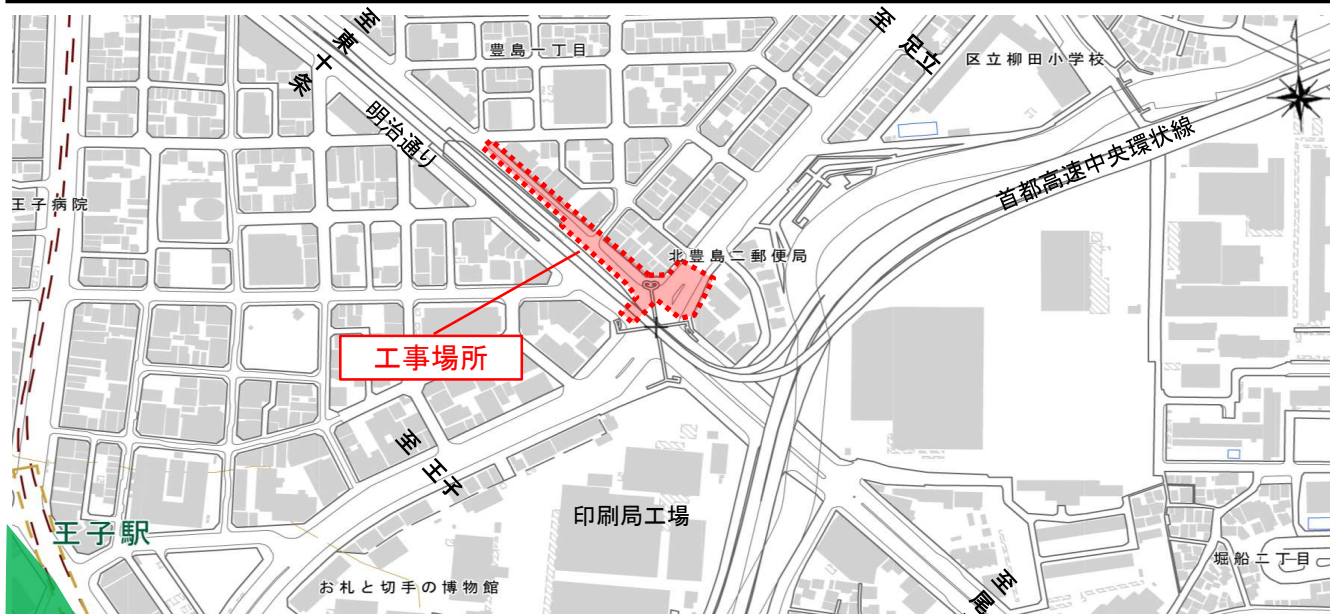 至東十条
豊島一丁目
至足立
区立柳田小学校
明治通り
首都高速中央環状線
王子病院
北豊島二郵便局
工事場所
至王子
印刷局工場
王子駅
お札と切手の博物館
堀船二丁目
至尾